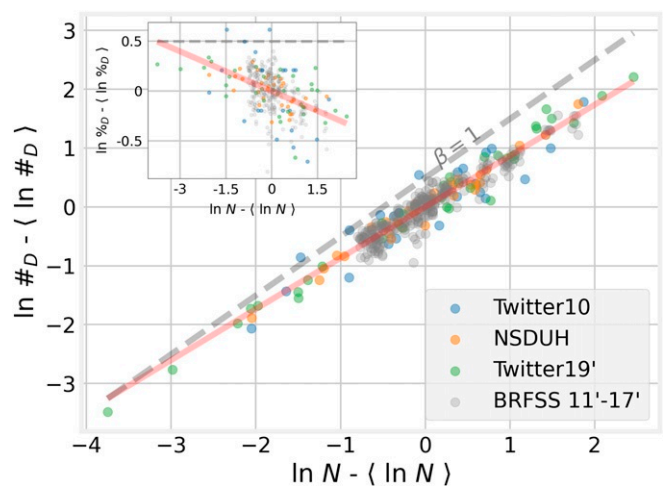 3
2
1
0
−1
−2
−3
ln #D - ⟨ ln #D ⟩
0.5
0
-0.5
ln %D - ⟨ ln %D ⟩
-3
-1.5
0
1.5
ln N - ⟨ ln N ⟩
β = 1
Twitter10
NSDUH
Twitter19'
BRFSS 11'-17'
−4
−3
−2
−1
0
1
2
ln N - ⟨ ln N ⟩